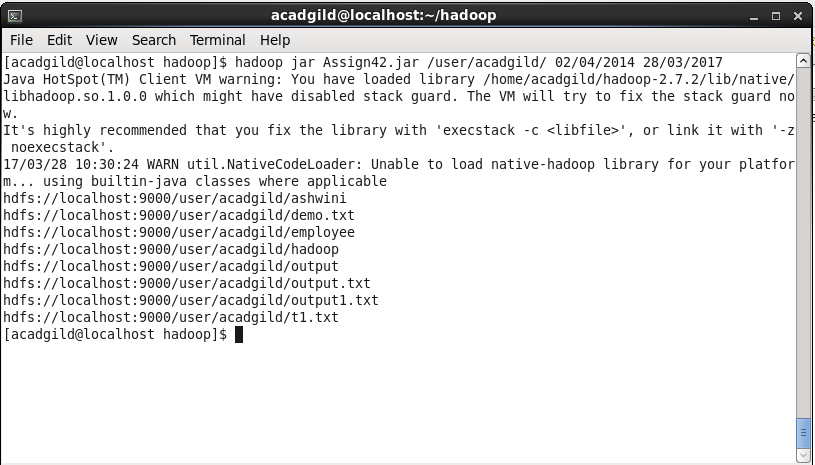 acadgild@localhost:~/hadoop
File Edit View Search Terminal Help
[acadgild@localhost hadoop]$ hadoop jar Assign42.jar /user/acadgild/ 02/04/2014 28/03/2017
Java HotSpot(TM) Client VM warning: You have loaded library /home/acadgild/hadoop-2.7.2/lib/native/
libhadoop.so.1.0.0 which might have disabled stack guard. The VM will try to fix the stack guard no
w.
It's highly recommended that you fix the library with 'execstack -c <libfile>', or link it with '-z
 noexecstack'.
17/03/28 10:30:24 WARN util.NativeCodeLoader: Unable to load native-hadoop library for your platfor
m... using builtin-java classes where applicable
hdfs://localhost:9000/user/acadgild/ashwini
hdfs://localhost:9000/user/acadgild/demo.txt
hdfs://localhost:9000/user/acadgild/employee
hdfs://localhost:9000/user/acadgild/hadoop
hdfs://localhost:9000/user/acadgild/output
hdfs://localhost:9000/user/acadgild/output.txt
hdfs://localhost:9000/user/acadgild/output1.txt
hdfs://localhost:9000/user/acadgild/t1.txt
[acadgild@localhost hadoop]$